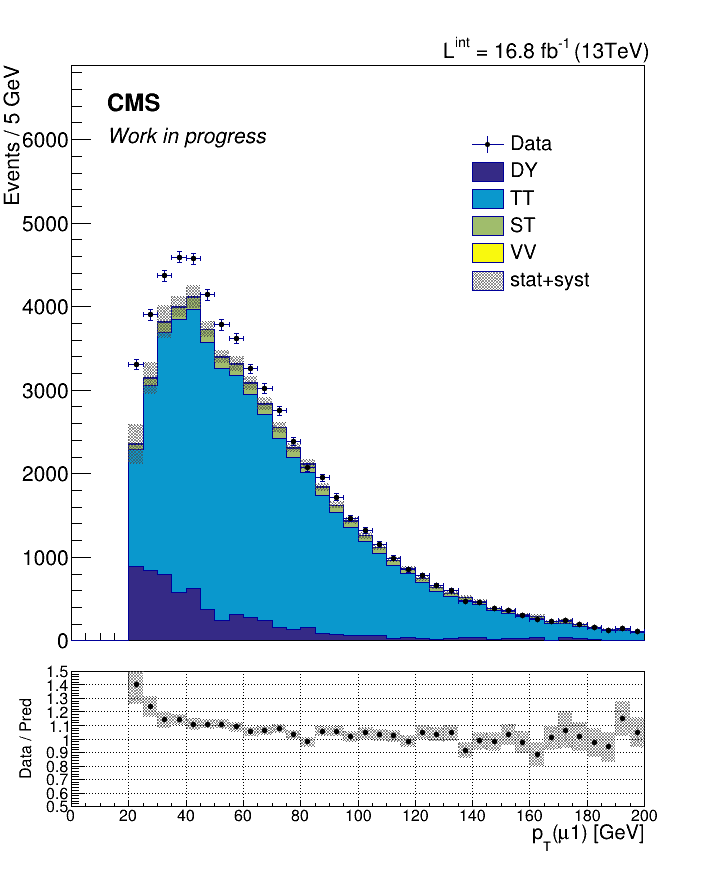 L^int = 16.8 fb^-1 (13TeV)
CMS
Work in progress
Events / 5 GeV
Data
DY
TT
ST
VV
stat+syst
6000
5000
4000
3000
2000
1000
0
Data / Pred
1.5
1.4
1.3
1.2
1.1
1
0.9
0.8
0.7
0.6
0.5
0 20 40 60 80 100 120 140 160 180 200
p_T(μ1) [GeV]